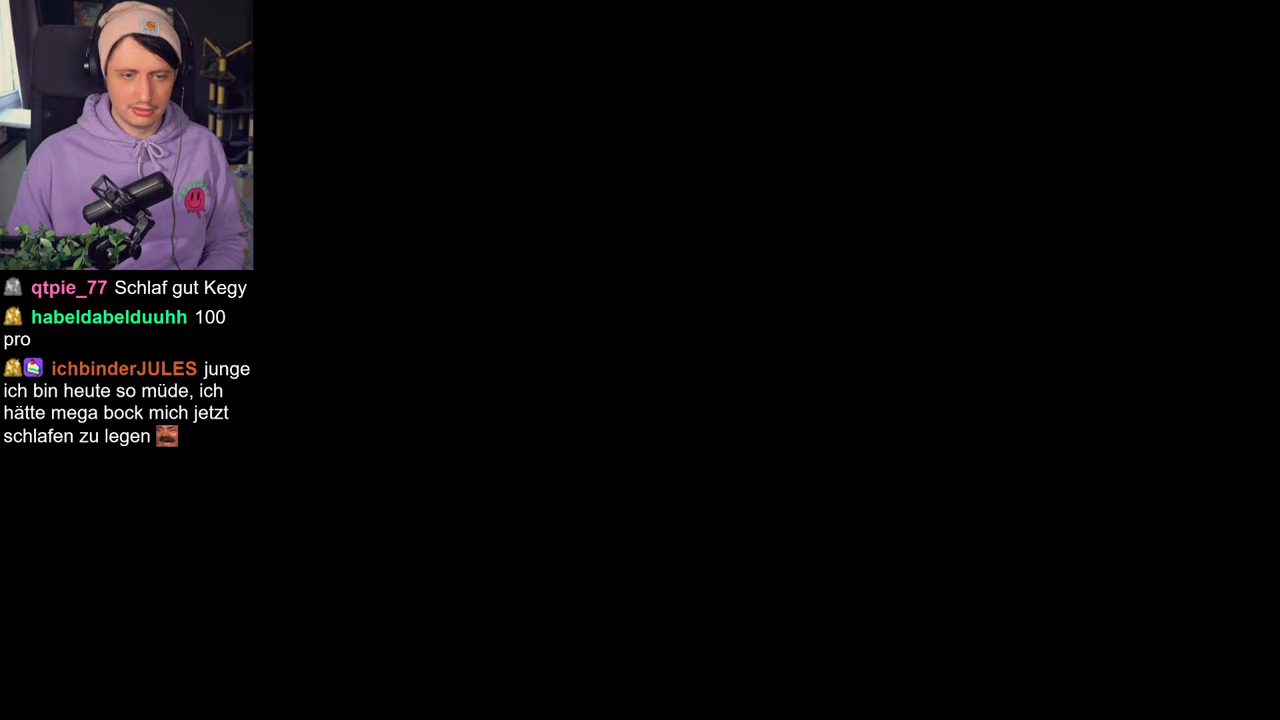 qtpie_77 Schlaf gut Kegy
habeldabelduuhh 100
pro
ichbinderJULES junge
ich bin heute so müde, ich
hätte mega bock mich jetzt
schlafen zu legen